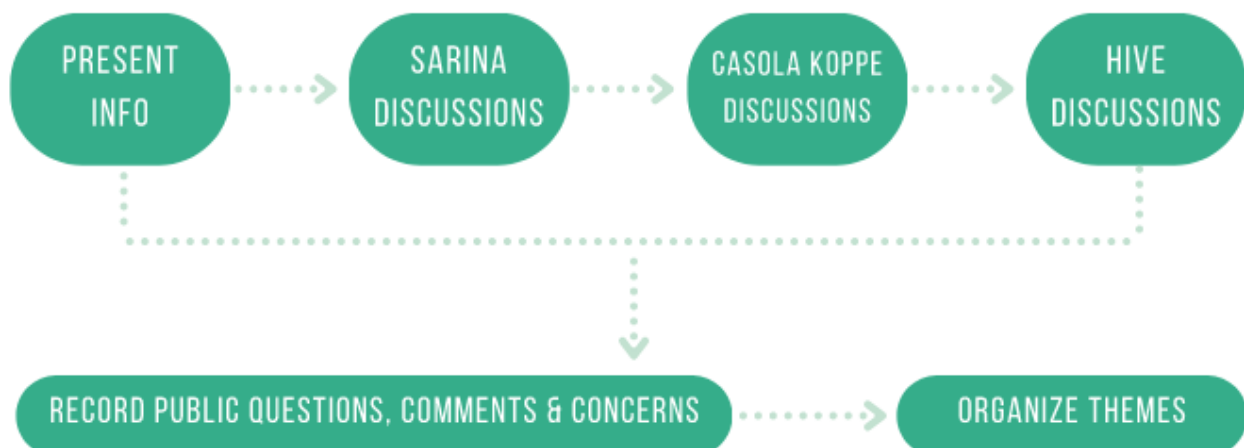 PRESENT
INFO
SARINA
DISCUSSIONS
CASOLA KOPPE
DISCUSSIONS
HIVE
DISCUSSIONS
RECORD PUBLIC QUESTIONS, COMMENTS & CONCERNS
ORGANIZE THEMES